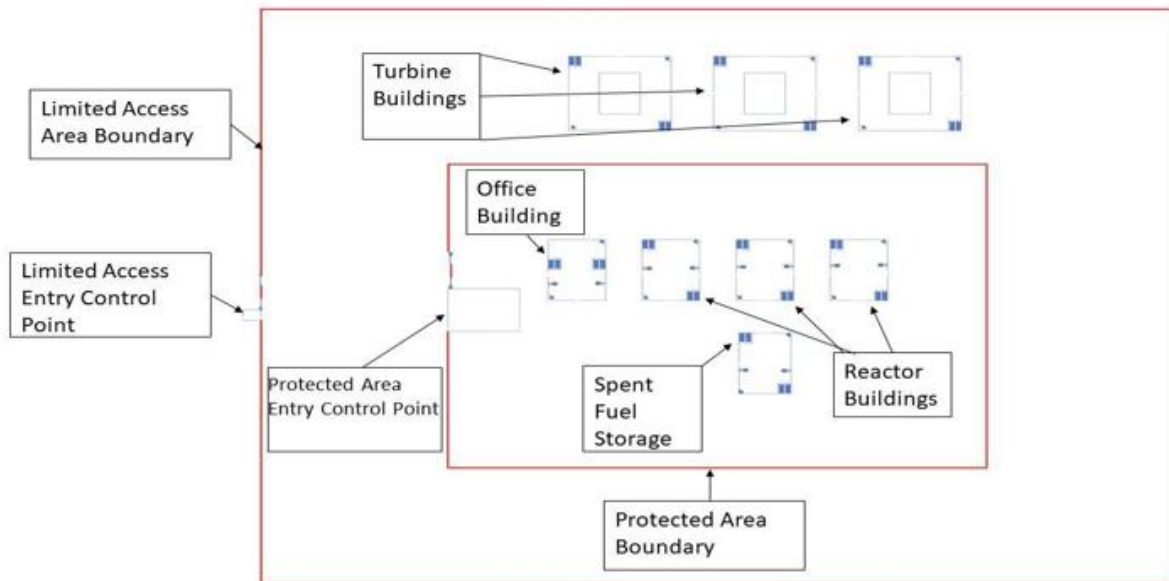 Turbine
Buildings
Limited Access
Area Boundary
Office
Building
Limited Access
Entry Control
Point
Protected Area
Entry Control Point
Spent
Fuel
Storage
Reactor
Buildings
Protected Area
Boundary